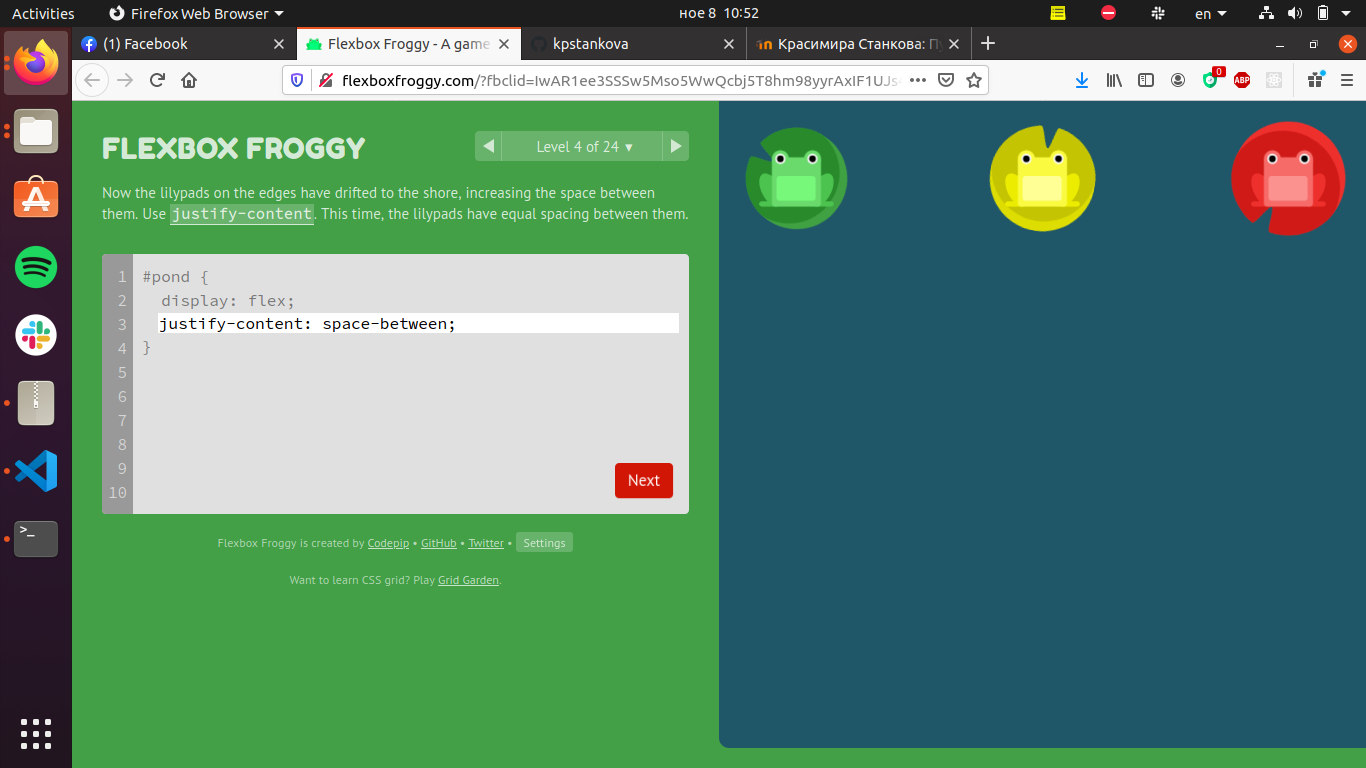 Activities Firefox Web Browser ное 8 10:52 en
(1) Facebook Flexbox Froggy - A game kpstankova Красимира Станкова:
flexboxfroggy.com/?fbclid=IwAR1ee3SSSw5Mso5WwQcbj5T8hm98yyrAxIF1UJs 0 ABP
FLEXBOX FROGGY
Level 4 of 24 ▾
Now the lilypads on the edges have drifted to the shore, increasing the space between
them. Use justify-content. This time, the lilypads have equal spacing between them.
1 #pond {
2 display: flex;
3 justify-content: space-between;
4 }
5
6
7
8
9
10
Next
Flexbox Froggy is created by Codepip • GitHub • Twitter • Settings
Want to learn CSS grid? Play Grid Garden.